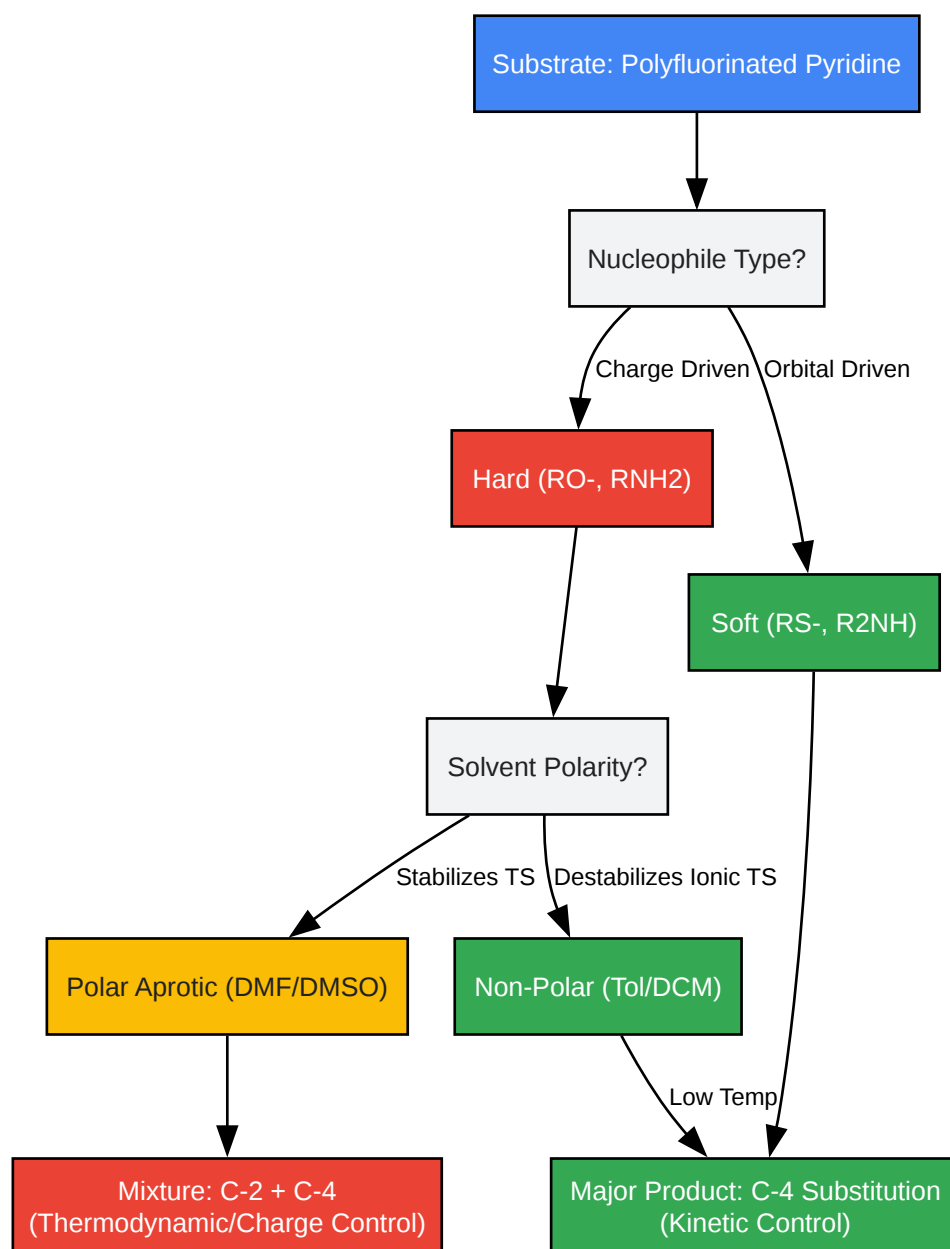 Substrate: Polyfluorinated Pyridine
Nucleophile Type?
Charge Driven
Orbital Driven
Hard (RO-, RNH2)
Soft (RS-, R2NH)
Solvent Polarity?
Stabilizes TS
Destabilizes Ionic TS
Polar Aprotic (DMF/DMSO)
Non-Polar (Tol/DCM)
Low Temp
Mixture: C-2 + C-4
(Thermodynamic/Charge Control)
Major Product: C-4 Substitution
(Kinetic Control)